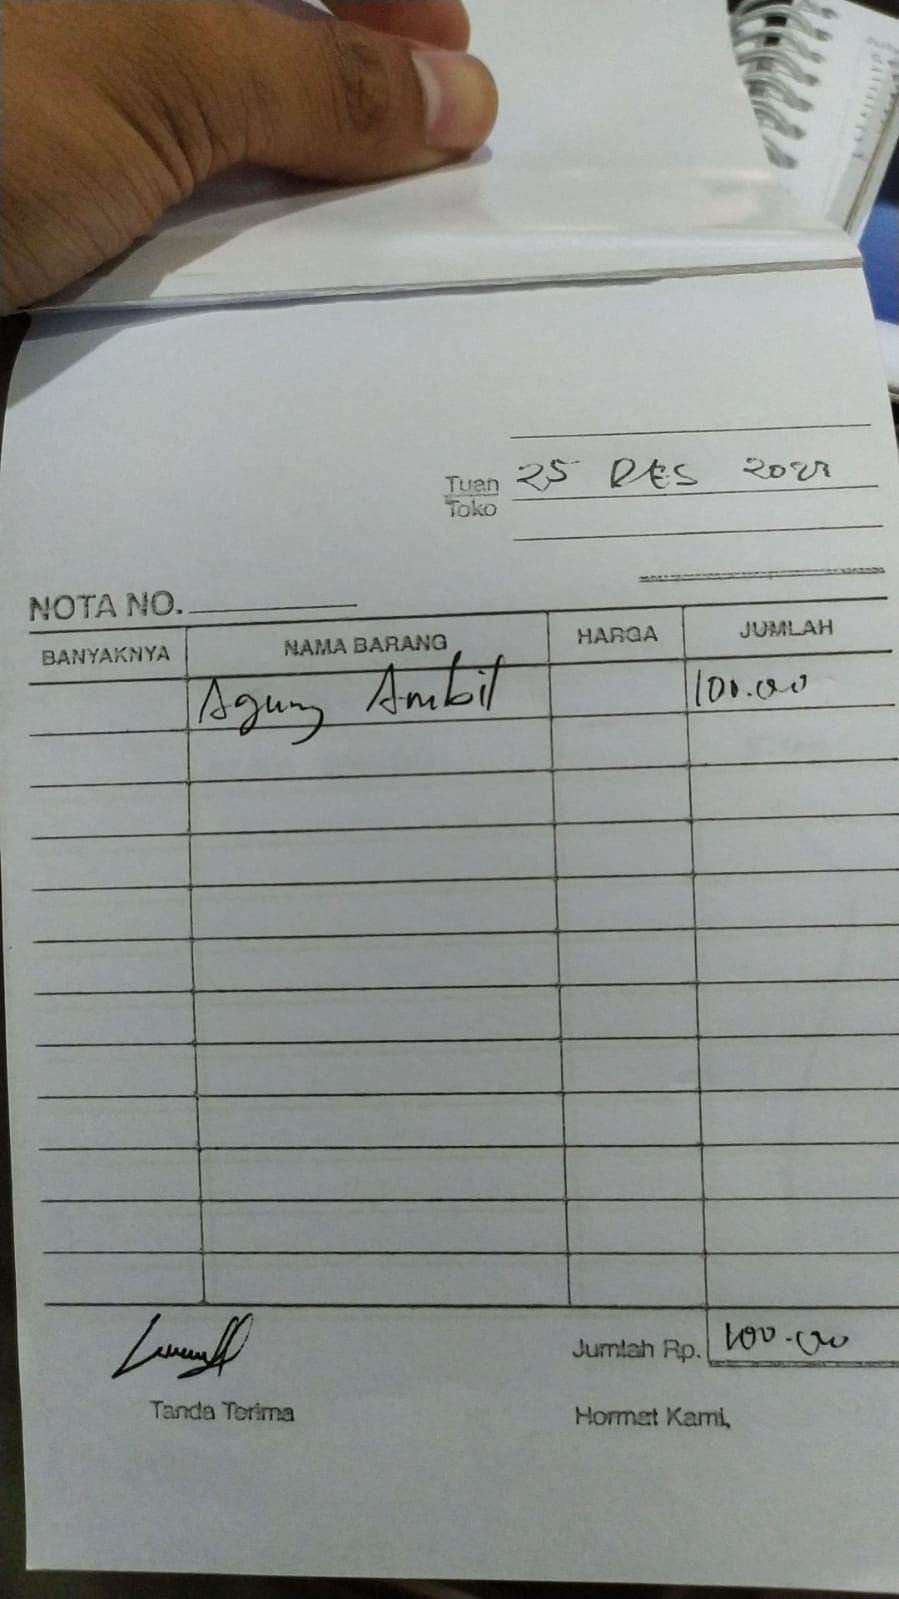 Tuan 25 DES 2023
Toko
NOTA NO.
BANYAKNYA NAMA BARANG HARGA JUMLAH
Agung Ambil 100.000
Jumlah Rp. 100.000
Tanda Terima Hormat Kami,